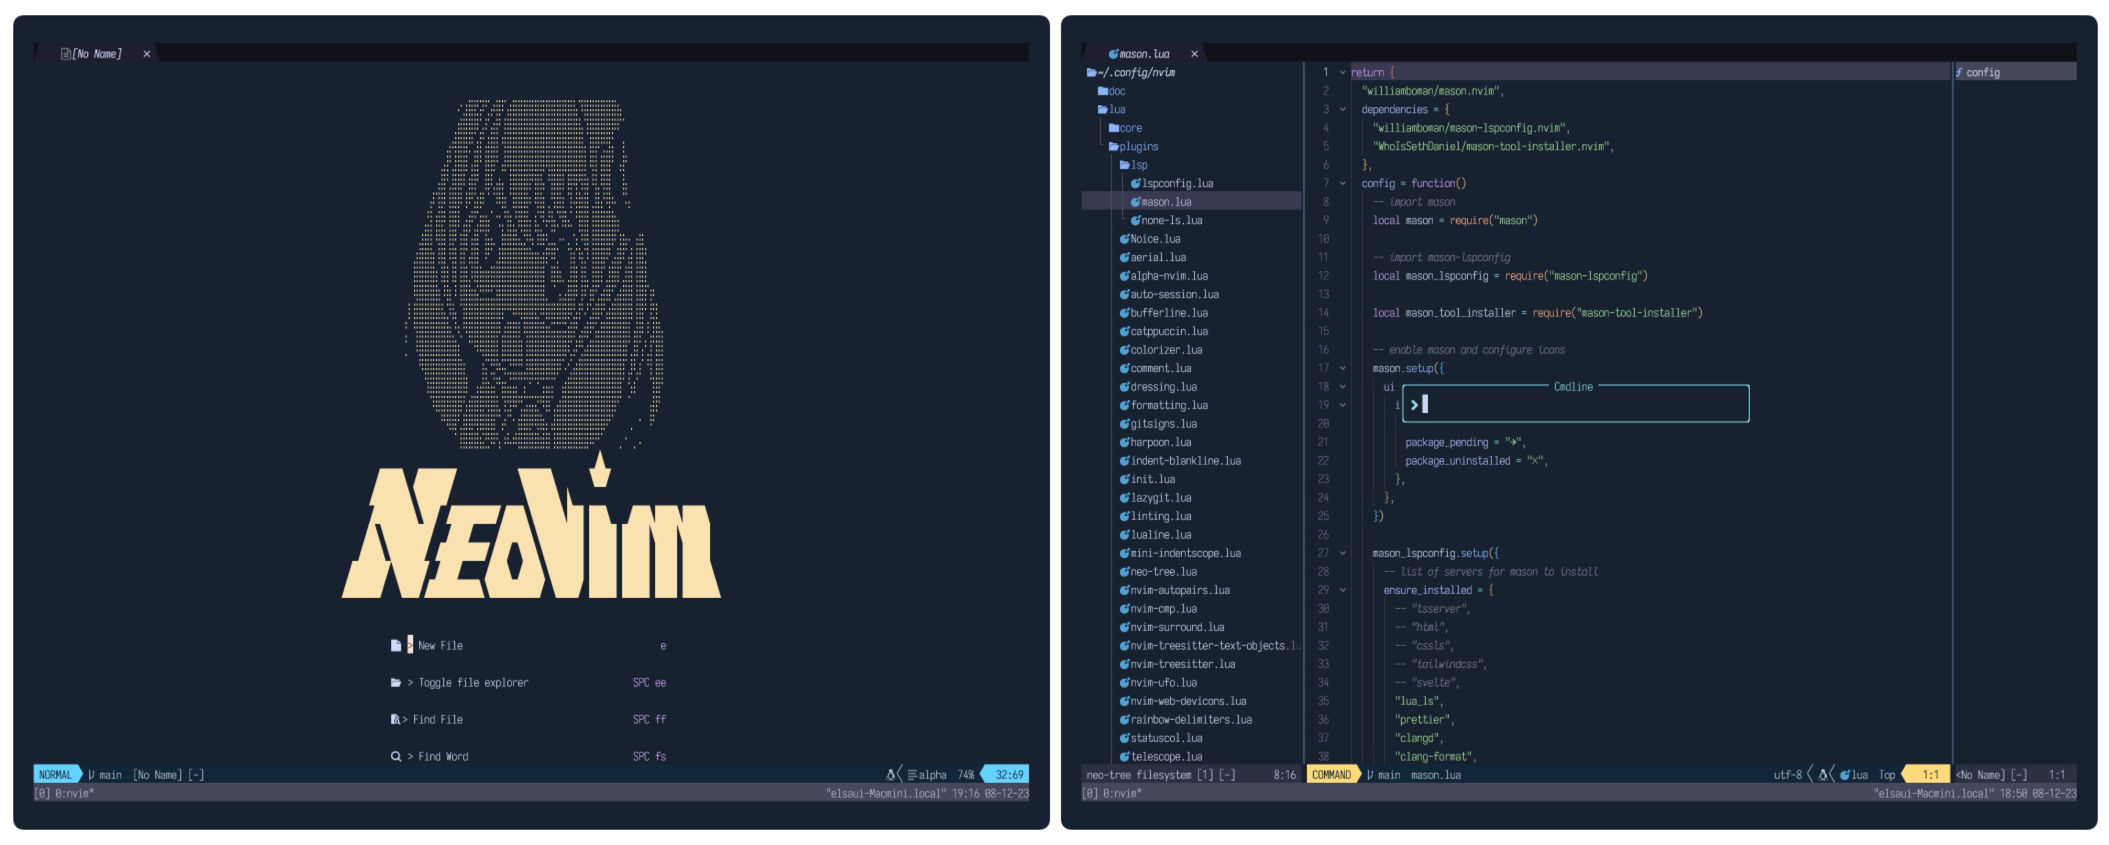 [No Name] ×
NEOVIM
> New File e
> Toggle file explorer SPC ee
> Find File SPC ff
> Find Word SPC fs
NORMAL main [No Name] [-] alpha 74% 32:69
[0] 0:nvim* "elsaui-Macmini.local" 19:16 08-12-23
mason.lua ×
~/.config/nvim
doc
lua
core
plugins
lsp
lspconfig.lua
mason.lua
none-ls.lua
Noice.lua
aerial.lua
alpha-nvim.lua
auto-session.lua
bufferline.lua
catppuccin.lua
colorizer.lua
comment.lua
dressing.lua
formatting.lua
gitsigns.lua
harpoon.lua
indent-blankline.lua
init.lua
lazygit.lua
linting.lua
lualine.lua
mini-indentscope.lua
neo-tree.lua
nvim-autopairs.lua
nvim-cmp.lua
nvim-surround.lua
nvim-treesitter-text-objects.lu
nvim-treesitter.lua
nvim-ufo.lua
nvim-web-devicons.lua
rainbow-delimiters.lua
statuscol.lua
telescope.lua
1 return {
2 "williamboman/mason.nvim",
3 dependencies = {
4 "williamboman/mason-lspconfig.nvim",
5 "WhoIsSethDaniel/mason-tool-installer.nvim",
6 },
7 config = function()
8 -- import mason
9 local mason = require("mason")
10
11 -- import mason-lspconfig
12 local mason_lspconfig = require("mason-lspconfig")
13
14 local mason_tool_installer = require("mason-tool-installer")
15
16 -- enable mason and configure icons
17 mason.setup({
18 ui
Cmdline
19 i
20
21 package_pending = "➜",
22 package_uninstalled = "✗",
23 },
24 },
25 })
26
27 mason_lspconfig.setup({
28 -- list of servers for mason to install
29 ensure_installed = {
30 -- "tsserver",
31 -- "html",
32 -- "cssls",
33 -- "tailwindcss",
34 -- "svelte",
35 "lua_ls",
36 "prettier",
37 "clangd",
38 "clang-format",
f config
neo-tree filesystem [1] [-] 8:16 COMMAND main mason.lua utf-8 lua Top 1:1 <No Name] [-] 1:1
[0] 0:nvim* "elsaui-Macmini.local" 18:50 08-12-23